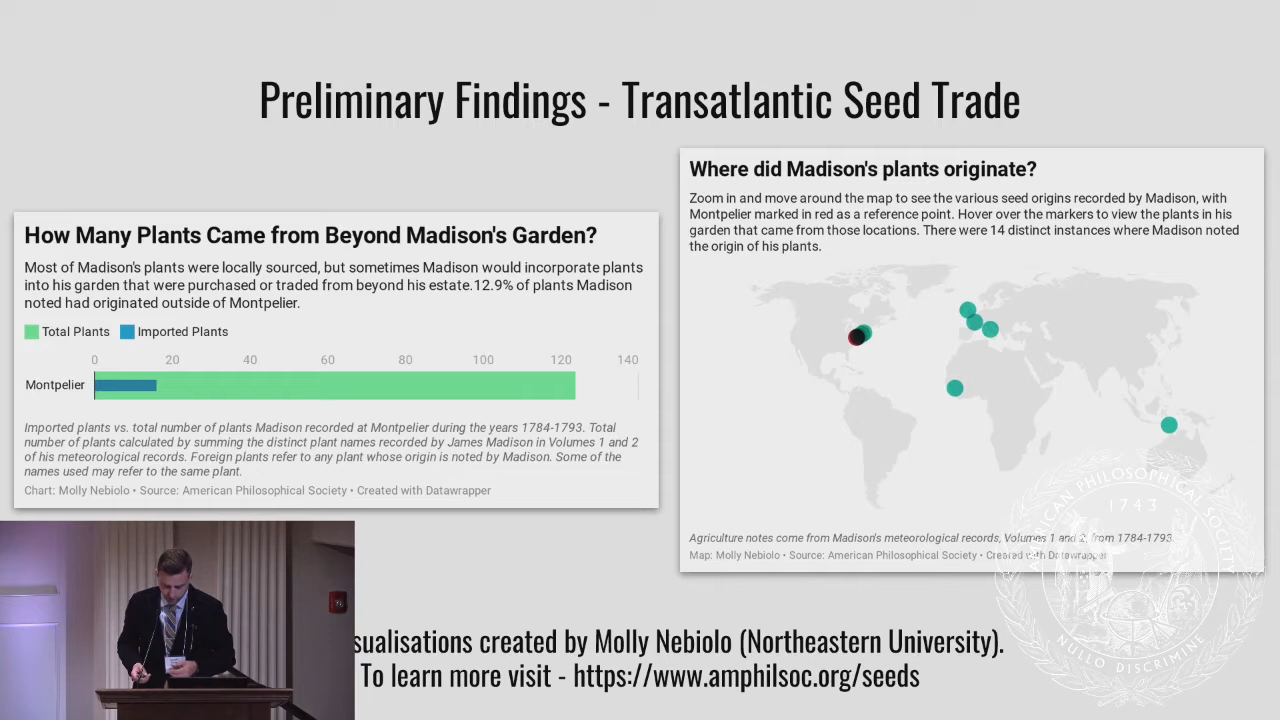 Preliminary Findings - Transatlantic Seed Trade
How Many Plants Came from Beyond Madison's Garden?
Most of Madison's plants were locally sourced, but sometimes Madison would incorporate plants
into his garden that were purchased or traded from beyond his estate.12.9% of plants Madison
noted had originated outside of Montpelier.
Total Plants Imported Plants
0 20 40 60 80 100 120 140
Montpelier
Imported plants vs. total number of plants Madison recorded at Montpelier during the years 1784-1793. Total
number of plants calculated by summing the distinct plant names recorded by James Madison in Volumes 1 and 2
of his meteorological records. Foreign plants refer to any plant whose origin is noted by Madison. Some of the
names used may refer to the same plant.
Chart: Molly Nebiolo • Source: American Philosophical Society • Created with Datawrapper
Where did Madison's plants originate?
Zoom in and move around the map to see the various seed origins recorded by Madison, with
Montpelier marked in red as a reference point. Hover over the markers to view the plants in his
garden that came from those locations. There were 14 distinct instances where Madison noted
the origin of his plants.
Agriculture notes come from Madison's meteorological records, Volumes 1 and 2, from 1784-1793.
Map: Molly Nebiolo • Source: American Philosophical Society • Created with Datawrapper
AMERICAN PHILOSOPHICAL SOCIETY
1743
NULLO DISCRIMINE
sualisations created by Molly Nebiolo (Northeastern University).
To learn more visit - https://www.amphilsoc.org/seeds